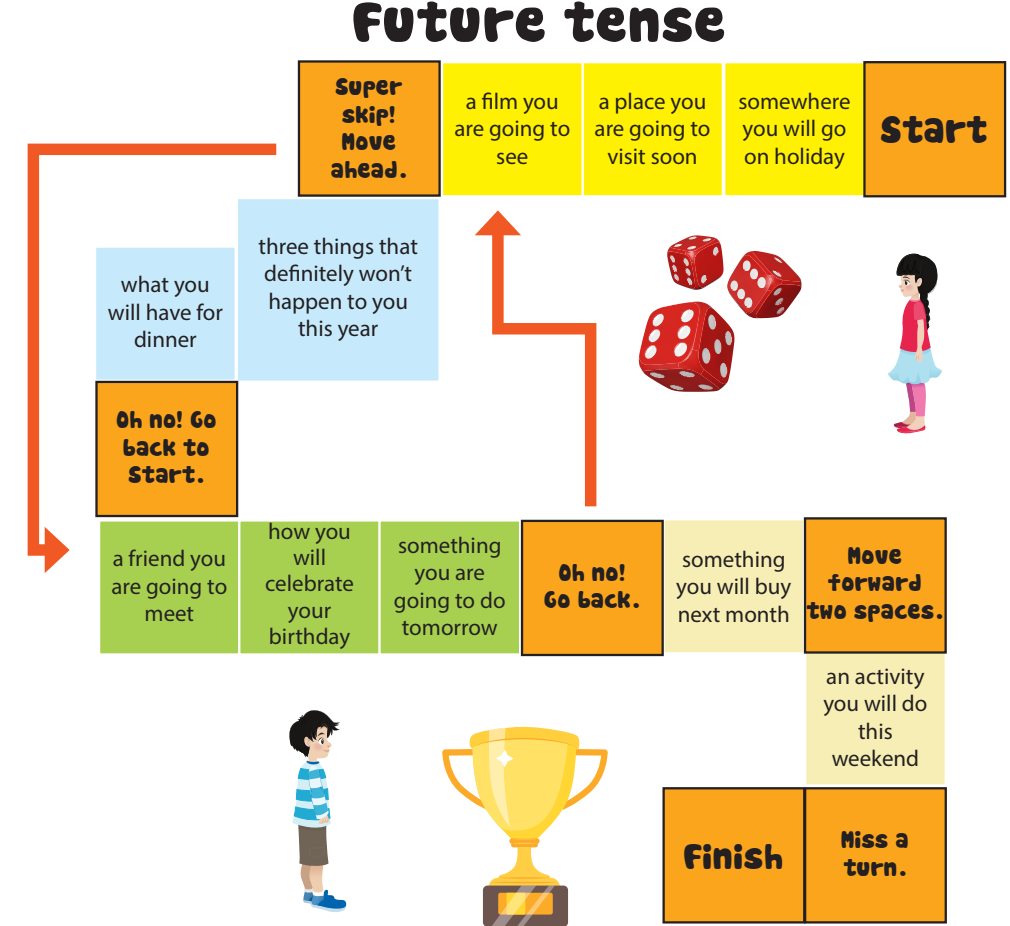 Future tense
Super
skip!
Move
ahead.
a film you
are going to
see
a place you
are going to
visit soon
somewhere
you will go
on holiday
Start
what you
will have for
dinner
three things that
definitely won't
happen to you
this year
Oh no! Go
back to
Start.
a friend you
are going to
meet
how you
will
celebrate
your
birthday
something
you are
going to do
tomorrow
Oh no!
Go back.
something
you will buy
next month
Move
forward
two spaces.
an activity
you will do
this
weekend
Finish
Miss a
turn.